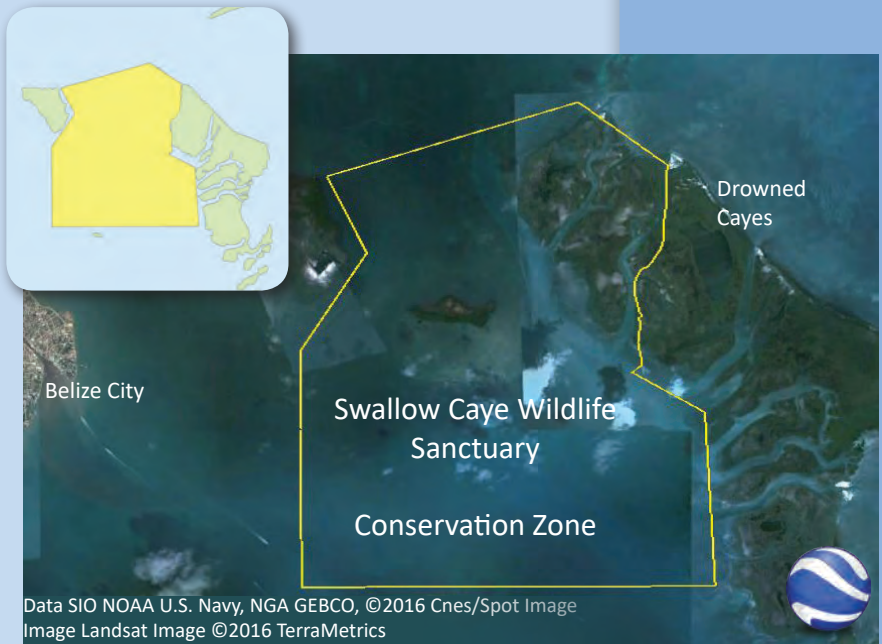 Drowned
Cayes
Belize City
Swallow Caye Wildlife
Sanctuary
Conservation Zone
Data SIO NOAA U.S. Navy, NGA GEBCO, ©2016 Cnes/Spot Image
Image Landsat Image ©2016 TerraMetrics